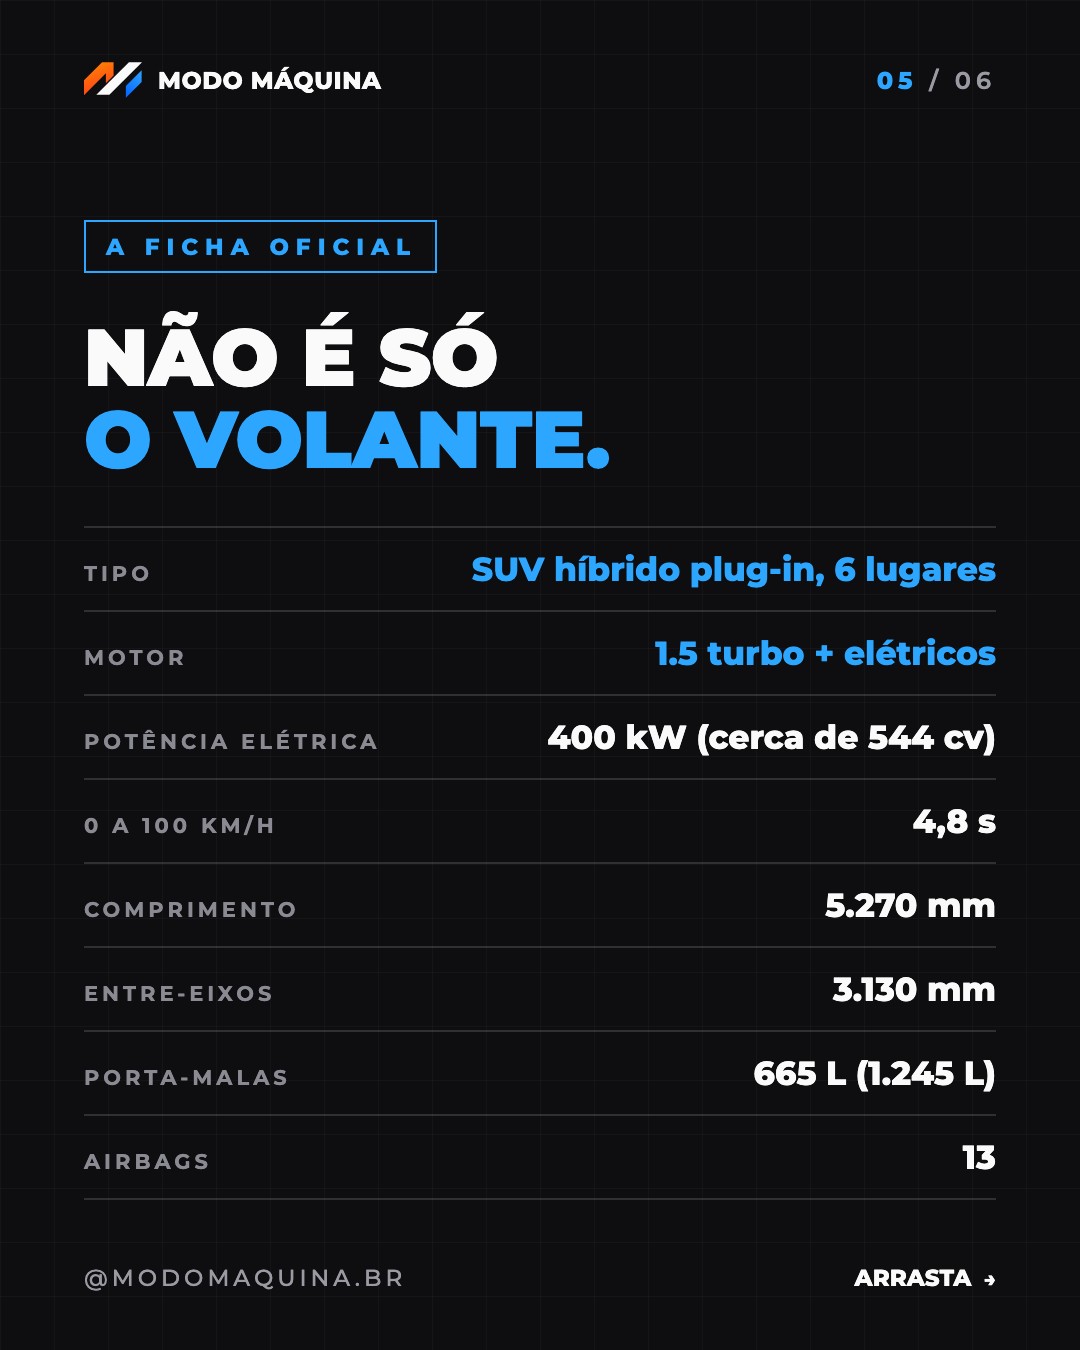 MODO MÁQUINA
05 / 06
A FICHA OFICIAL
NÃO É SÓ
O VOLANTE.
TIPO SUV híbrido plug-in, 6 lugares
MOTOR 1.5 turbo + elétricos
POTÊNCIA ELÉTRICA 400 kW (cerca de 544 cv)
0 A 100 KM/H 4,8 s
COMPRIMENTO 5.270 mm
ENTRE-EIXOS 3.130 mm
PORTA-MALAS 665 L (1.245 L)
AIRBAGS 13
@MODOMAQUINA.BR
ARRASTA →